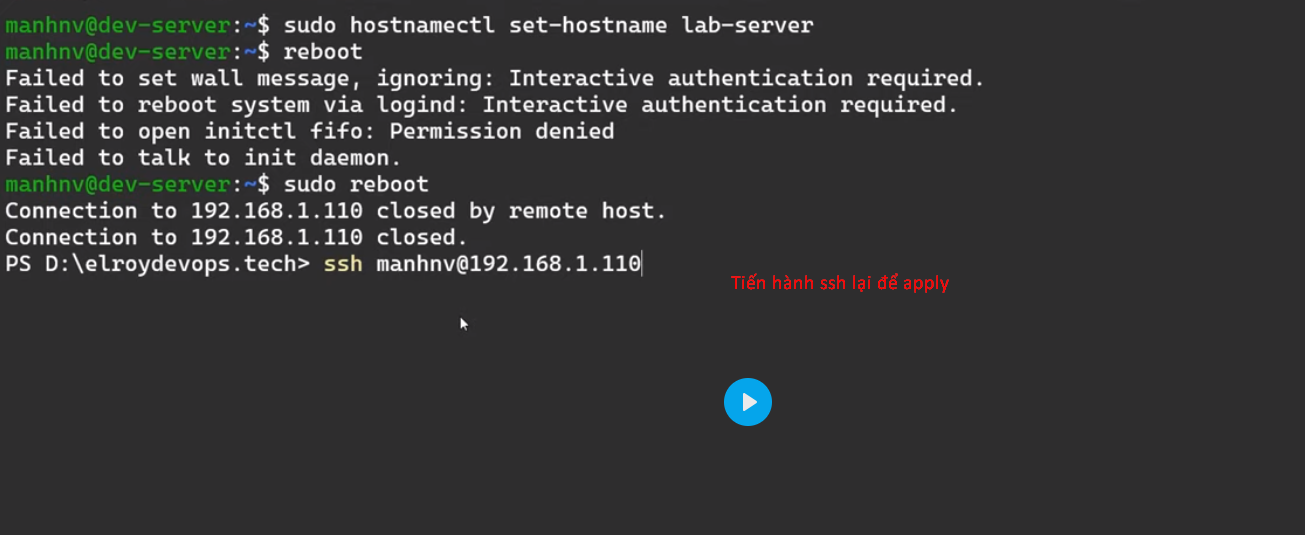 manhnv@dev-server:~$ sudo hostnamectl set-hostname lab-server
manhnv@dev-server:~$ reboot
Failed to set wall message, ignoring: Interactive authentication required.
Failed to reboot system via logind: Interactive authentication required.
Failed to open initctl fifo: Permission denied
Failed to talk to init daemon.
manhnv@dev-server:~$ sudo reboot
Connection to 192.168.1.110 closed by remote host.
Connection to 192.168.1.110 closed.
PS D:\elroydevops.tech> ssh manhnv@192.168.1.110
Tiến hành ssh lại để apply